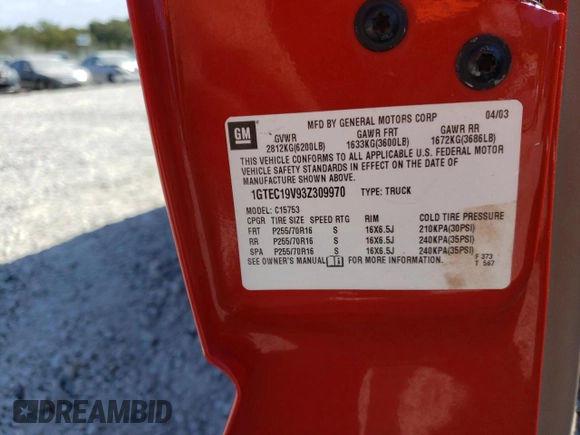 GM
MFD BY GENERAL MOTORS CORP 04/03
GVWR GAWR FRT GAWR RR
2812KG(6200LB) 1633KG(3600LB) 1672KG(3686LB)
THIS VEHICLE CONFORMS TO ALL APPLICABLE U.S. FEDERAL MOTOR
VEHICLE SAFETY STANDARDS IN EFFECT ON THE DATE OF
MANUFACTURE SHOWN ABOVE.
1GTEC19V93Z309970 TYPE: TRUCK
MODEL: C15753
CPGR TIRE SIZE SPEED RTG RIM COLD TIRE PRESSURE
FRT P255/70R16 S 16X6.5J 210KPA(30PSI)
RR P255/70R16 S 16X6.5J 240KPA(35PSI)
SPA P255/70R16 S 16X6.5J 240KPA(35PSI)
SEE OWNER'S MANUAL FOR MORE INFORMATION.
F 373
T 567
DREAMBID